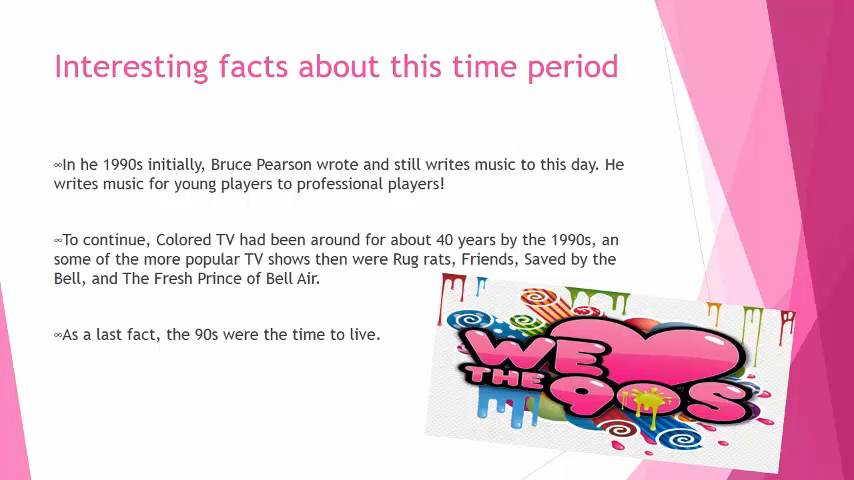 Interesting facts about this time period
∞In he 1990s initially, Bruce Pearson wrote and still writes music to this day. He
writes music for young players to professional players!
∞To continue, Colored TV had been around for about 40 years by the 1990s, an
some of the more popular TV shows then were Rug rats, Friends, Saved by the
Bell, and The Fresh Prince of Bell Air.
∞As a last fact, the 90s were the time to live.
WE
THE 90S